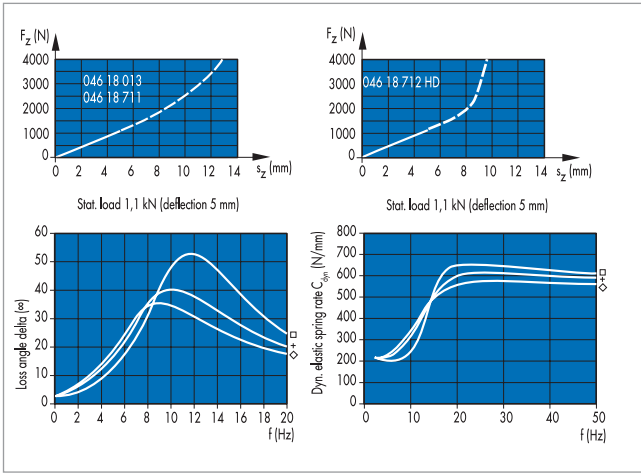 F_z (N)
4000
3000
2000
1000
0
046 18 013
046 18 711
0 2 4 6 8 10 12 14
s_z (mm)
F_z (N)
4000
3000
2000
1000
0
046 18 712 HD
0 2 4 6 8 10 12 14
s_z (mm)
Stat. load 1,1 kN (deflection 5 mm)
60
50
40
30
20
10
0
Loss angle delta (∞)
0 4 8 12 16 20
f (Hz)
□
+
◇
Stat. load 1,1 kN (deflection 5 mm)
800
700
600
500
400
300
200
100
0
Dyn. elastic spring rate C_dyn (N/mm)
0 10 20 30 40 50
f (Hz)
□
+
◇